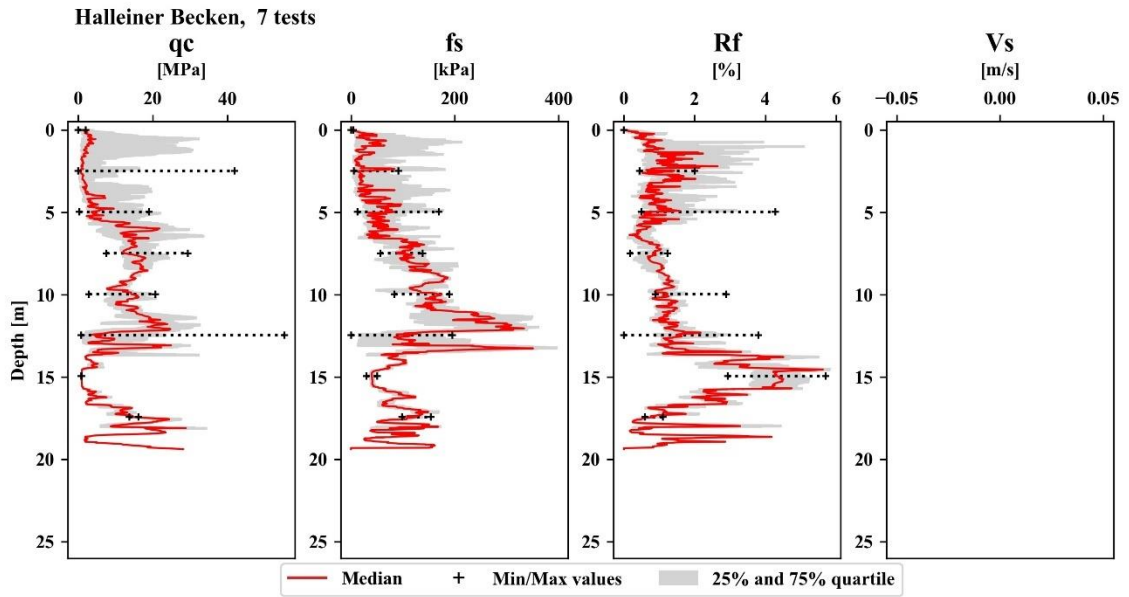 Halleiner Becken, 7 tests
qc fs Rf Vs
[MPa] [kPa] [%] [m/s]
0 20 40 0 200 400 0 2 4 6 −0.05 0.00 0.05
0 0 0 0
5 5 5 5
10 10 10 10
Depth [m]
15 15 15 15
20 20 20 20
25 25 25 25
Median + Min/Max values 25% and 75% quartile